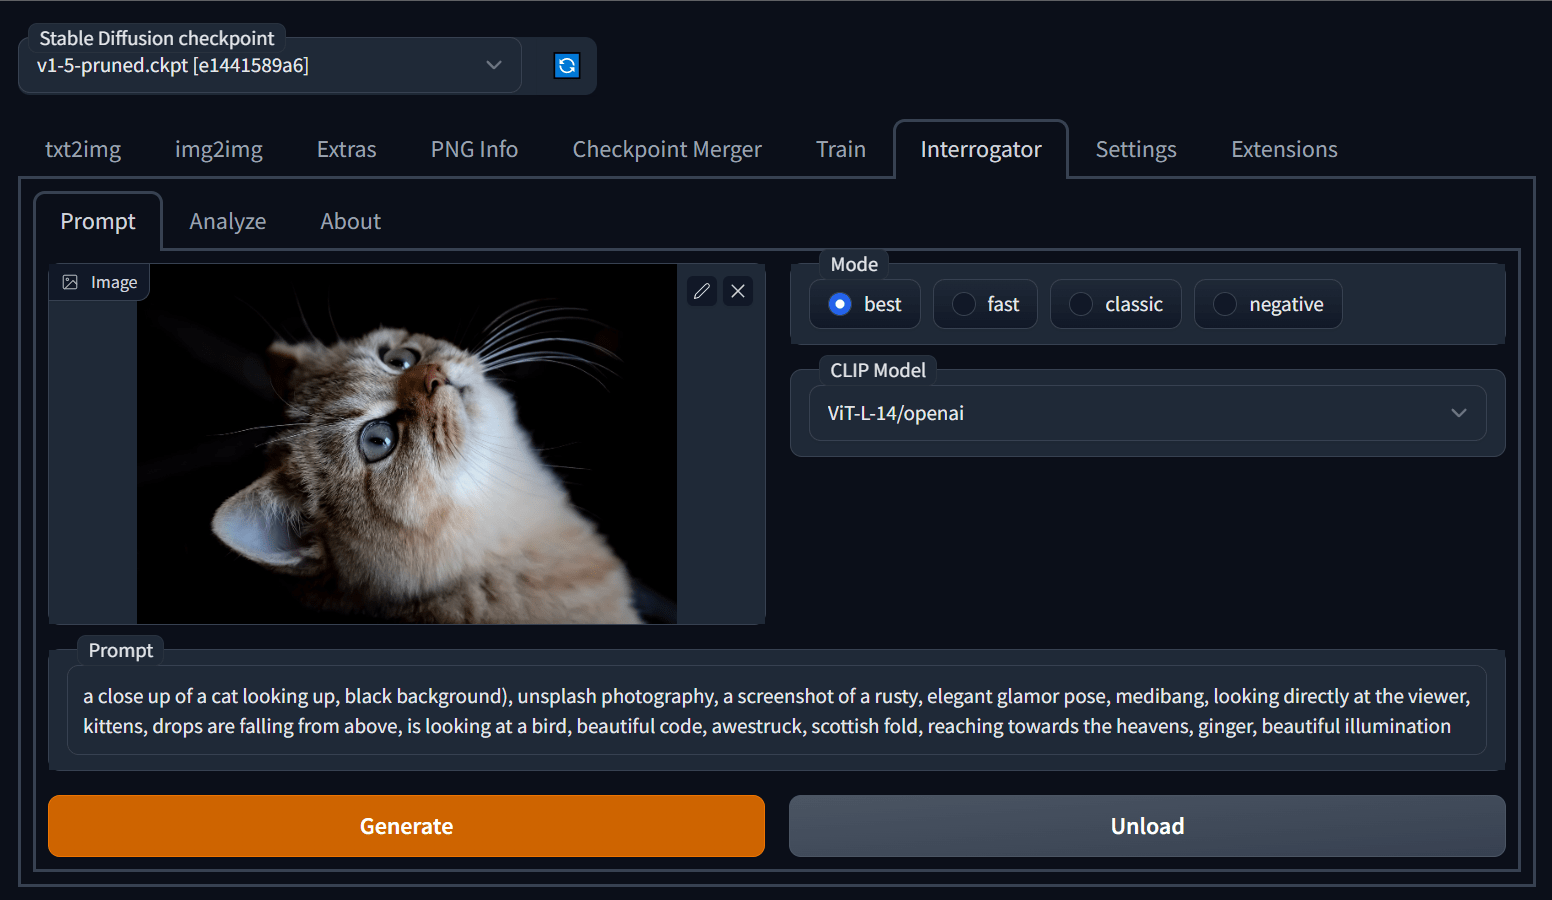 Stable Diffusion checkpoint
v1-5-pruned.ckpt [e1441589a6]
txt2img img2img Extras PNG Info Checkpoint Merger Train Interrogator Settings Extensions
Prompt Analyze About
Image
Mode
best fast classic negative
CLIP Model
ViT-L-14/openai
Prompt
a close up of a cat looking up, black background), unsplash photography, a screenshot of a rusty, elegant glamor pose, medibang, looking directly at the viewer,
kittens, drops are falling from above, is looking at a bird, beautiful code, awestruck, scottish fold, reaching towards the heavens, ginger, beautiful illumination
Generate Unload